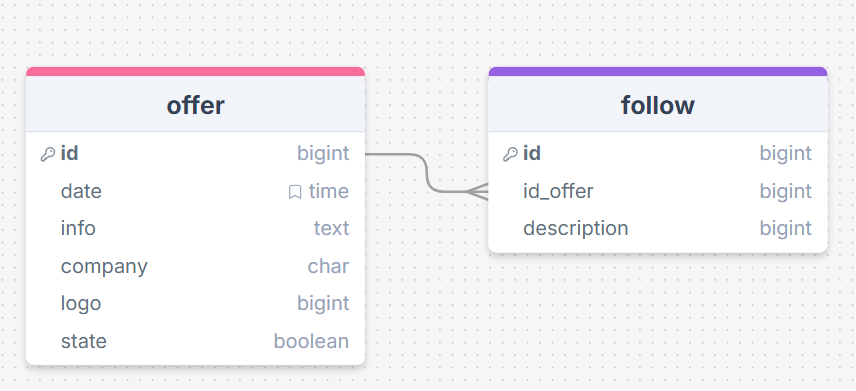 offer
id bigint
date time
info text
company char
logo bigint
state boolean
follow
id bigint
id_offer bigint
description bigint